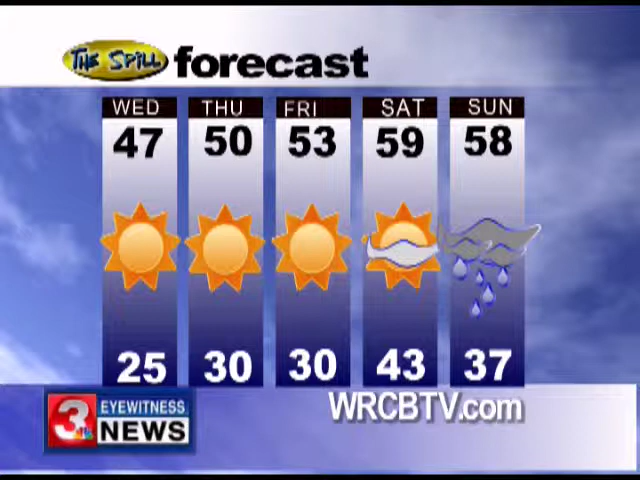 THE SPILL forecast
WED THU FRI SAT SUN
47 50 53 59 58
25 30 30 43 37
3 EYEWITNESS NEWS
WRCBTV.com